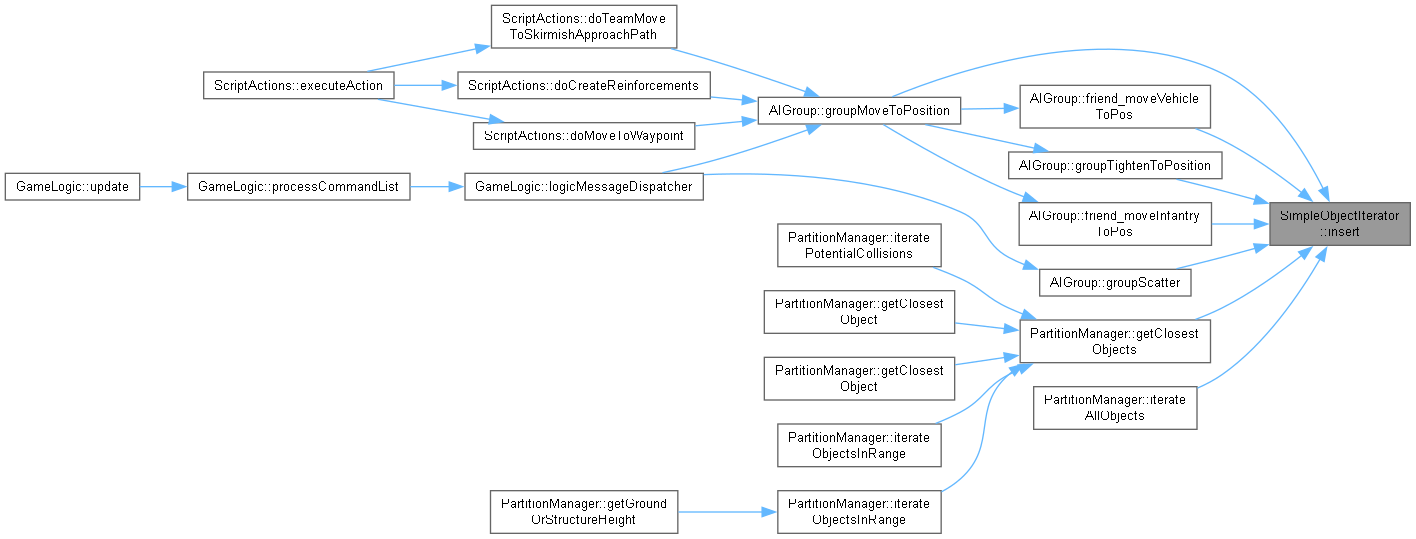 ScriptActions::doTeamMove
ToSkirmishApproachPath
ScriptActions::executeAction
ScriptActions::doCreateReinforcements
ScriptActions::doMoveToWaypoint
AIGroup::groupMoveToPosition
AIGroup::friend_moveVehicle
ToPos
AIGroup::groupTightenToPosition
GameLogic::update
GameLogic::processCommandList
GameLogic::logicMessageDispatcher
AIGroup::friend_moveInfantry
ToPos
SimpleObjectIterator
::insert
PartitionManager::iterate
PotentialCollisions
AIGroup::groupScatter
PartitionManager::getClosest
Object
PartitionManager::getClosest
Objects
PartitionManager::getClosest
Object
PartitionManager::iterate
AllObjects
PartitionManager::iterate
ObjectsInRange
PartitionManager::getGround
OrStructureHeight
PartitionManager::iterate
ObjectsInRange